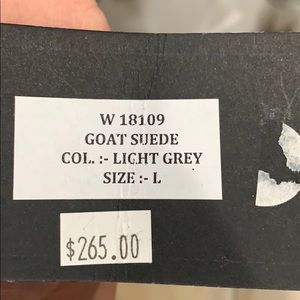 W 18109
GOAT SUEDE
COL. :- LIGHT GREY
SIZE :- L
$265.00